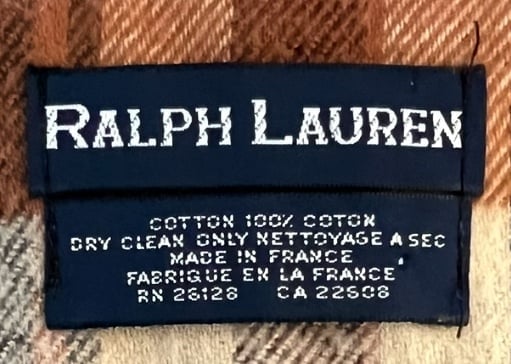 RALPH LAUREN
COTTON 100% COTON
DRY CLEAN ONLY NETTOYAGE A SEC
MADE IN FRANCE
FABRIQUE EN LA FRANCE
RN 26128 CA 22508